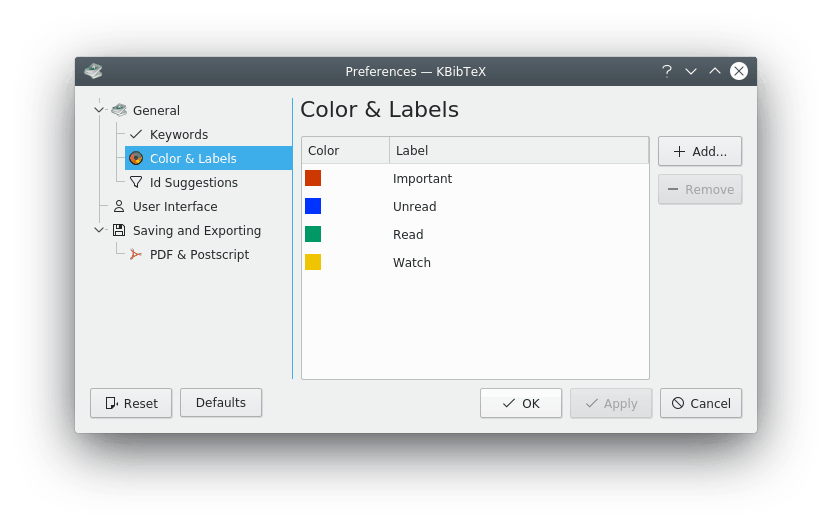 Preferences — KBibTeX
General
Keywords
Color & Labels
Id Suggestions
User Interface
Saving and Exporting
PDF & Postscript
Color & Labels
Color Label
Important
Unread
Read
Watch
Add...
Remove
Reset
Defaults
OK
Apply
Cancel